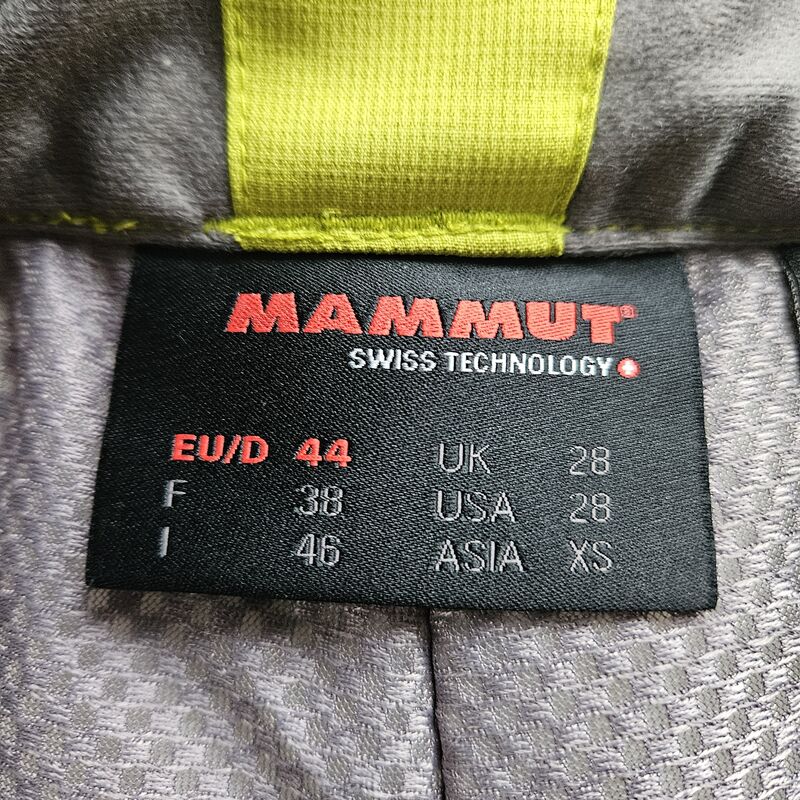 MAMMUT®
SWISS TECHNOLOGY
EU/D 44 UK 28
F 38 USA 28
I 46 ASIA XS